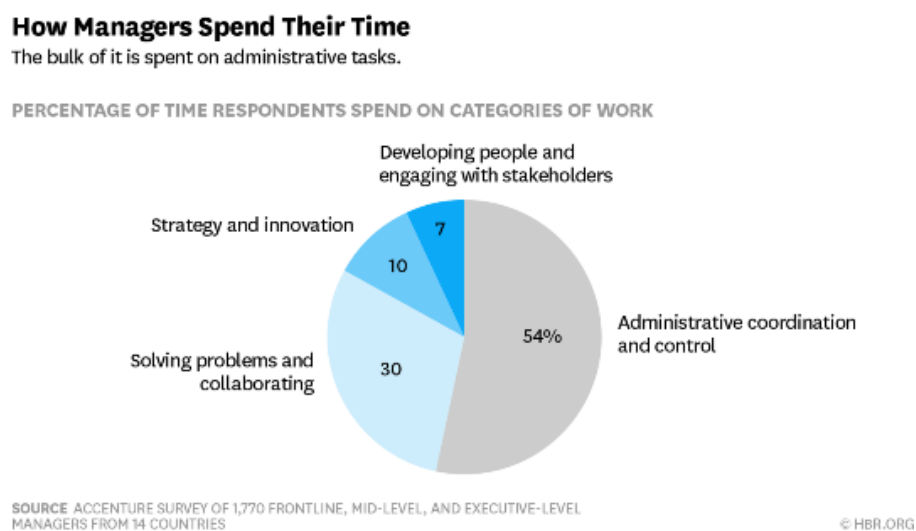 How Managers Spend Their Time
The bulk of it is spent on administrative tasks.
PERCENTAGE OF TIME RESPONDENTS SPEND ON CATEGORIES OF WORK
Developing people and
engaging with stakeholders
7
Strategy and innovation
10
Administrative coordination
and control
54%
Solving problems and
collaborating
30
SOURCE ACCENTURE SURVEY OF 1,770 FRONTLINE, MID-LEVEL, AND EXECUTIVE-LEVEL
MANAGERS FROM 14 COUNTRIES
© HBR.ORG